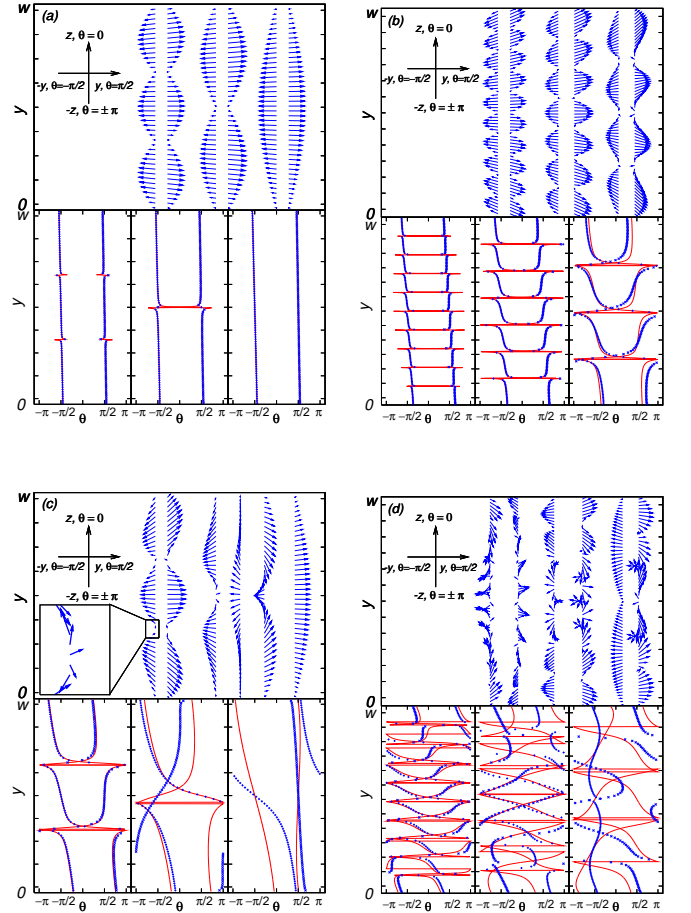 w (a)
z, θ=0
-y, θ=-π/2 y, θ=π/2
-z, θ=± π
y
0
w
y
0
-π -π/2 θ π/2 π -π -π/2 θ π/2 π -π -π/2 θ π/2 π
w (b)
z, θ=0
-y, θ=-π/2 y, θ=π/2
-z, θ=± π
y
0
w
y
0
-π -π/2 θ π/2 π -π -π/2 θ π/2 π -π -π/2 θ π/2 π
w (c)
z, θ=0
-y, θ=-π/2 y, θ=π/2
-z, θ=± π
y
0
w
y
0
-π -π/2 θ π/2 π -π -π/2 θ π/2 π -π -π/2 θ π/2 π
w (d)
z, θ=0
-y, θ=-π/2 y, θ=π/2
-z, θ=± π
y
0
w
y
0
-π -π/2 θ π/2 π -π -π/2 θ π/2 π -π -π/2 θ π/2 π